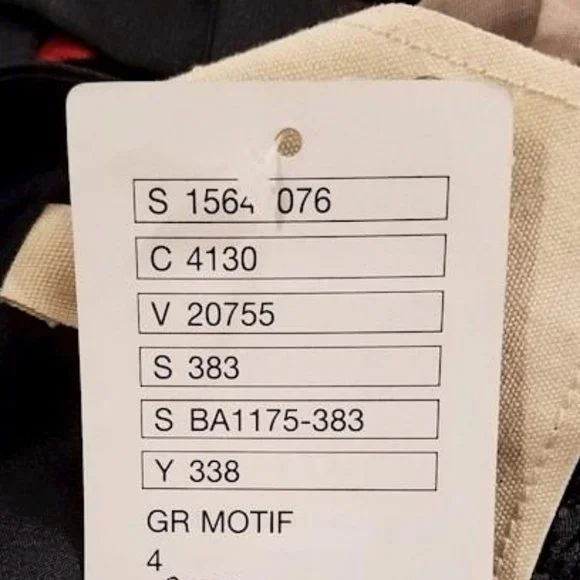 S 1564 076
C 4130
V 20755
S 383
S BA1175-383
Y 338
GR MOTIF
4